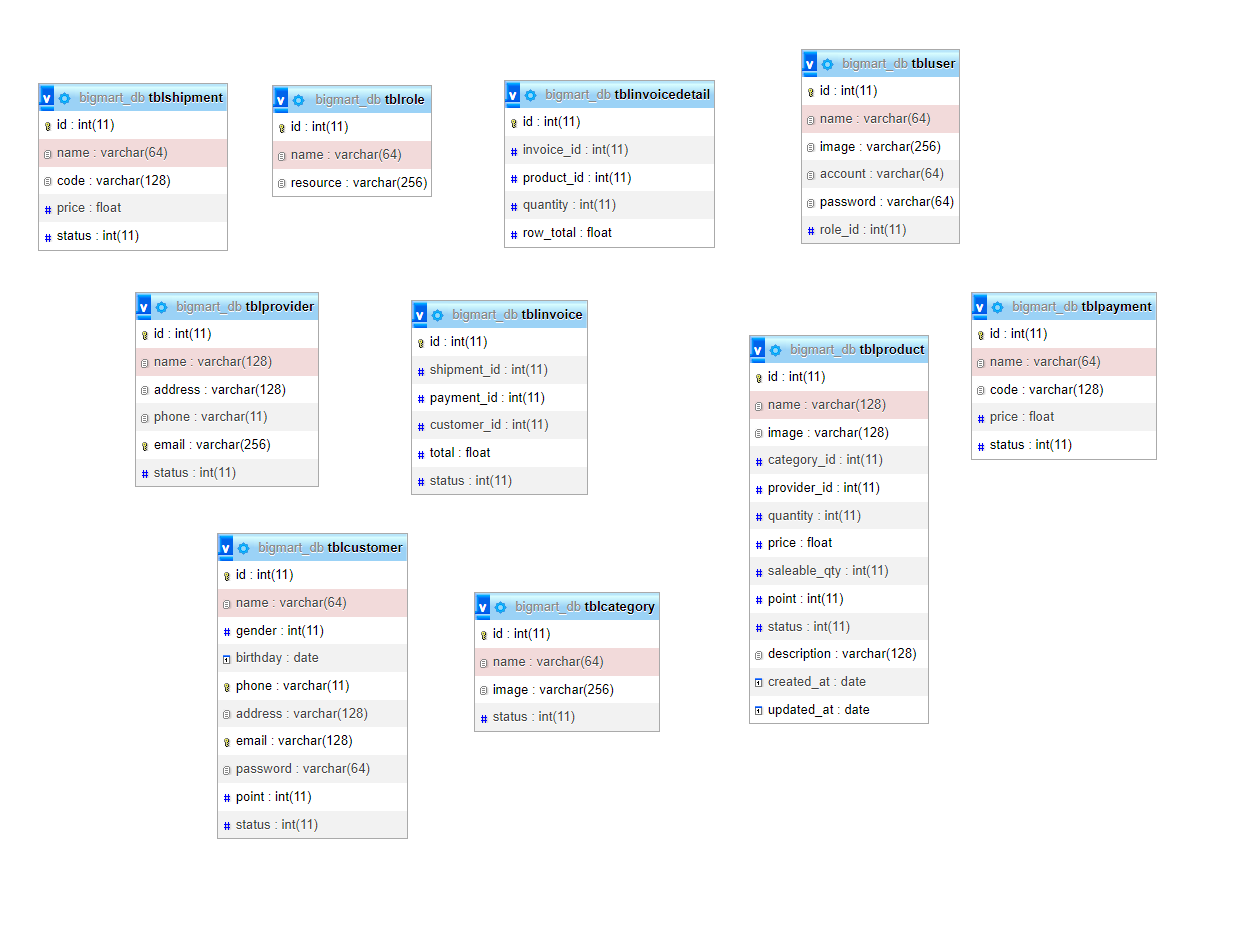 bigmart_db tblshipment
id : int(11)
name : varchar(64)
code : varchar(128)
price : float
status : int(11)
bigmart_db tblrole
id : int(11)
name : varchar(64)
resource : varchar(256)
bigmart_db tblinvoicedetail
id : int(11)
invoice_id : int(11)
product_id : int(11)
quantity : int(11)
row_total : float
bigmart_db tbluser
id : int(11)
name : varchar(64)
image : varchar(256)
account : varchar(64)
password : varchar(64)
role_id : int(11)
bigmart_db tblprovider
id : int(11)
name : varchar(128)
address : varchar(128)
phone : varchar(11)
email : varchar(256)
status : int(11)
bigmart_db tblinvoice
id : int(11)
shipment_id : int(11)
payment_id : int(11)
customer_id : int(11)
total : float
status : int(11)
bigmart_db tblproduct
id : int(11)
name : varchar(128)
image : varchar(128)
category_id : int(11)
provider_id : int(11)
quantity : int(11)
price : float
saleable_qty : int(11)
point : int(11)
status : int(11)
description : varchar(128)
created_at : date
updated_at : date
bigmart_db tblpayment
id : int(11)
name : varchar(64)
code : varchar(128)
price : float
status : int(11)
bigmart_db tblcustomer
id : int(11)
name : varchar(64)
gender : int(11)
birthday : date
phone : varchar(11)
address : varchar(128)
email : varchar(128)
password : varchar(64)
point : int(11)
status : int(11)
bigmart_db tblcategory
id : int(11)
name : varchar(64)
image : varchar(256)
status : int(11)